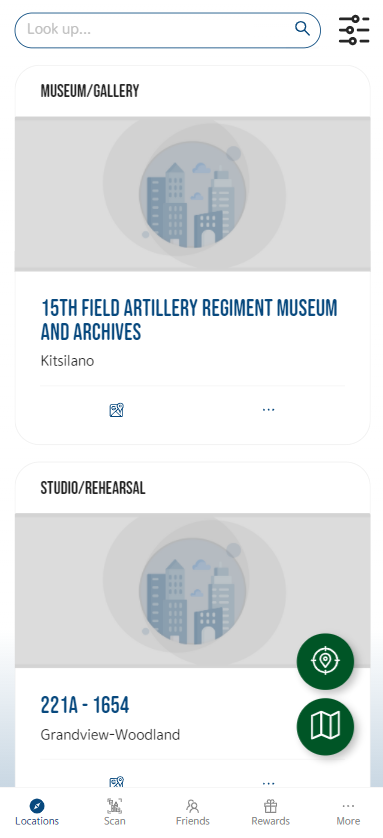 Look up...
MUSEUM/GALLERY
15TH FIELD ARTILLERY REGIMENT MUSEUM
AND ARCHIVES
Kitsilano
STUDIO/REHEARSAL
221A - 1654
Grandview-Woodland
Locations
Scan
Friends
Rewards
More